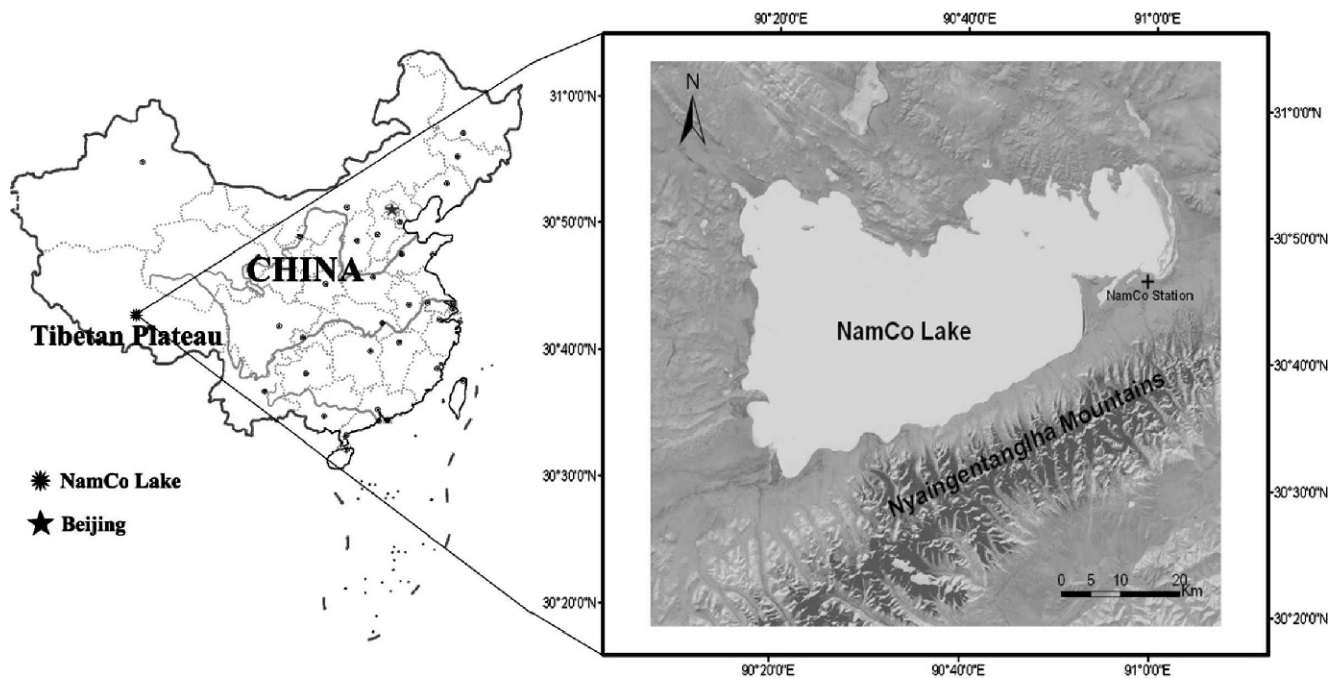 90°20'0"E
90°40'0"E
91°0'0"E
31°0'0"N
30°50'0"N
30°40'0"N
30°30'0"N
30°20'0"N
CHINA
Tibetan Plateau
NamCo Lake
Beijing
N
NamCo Station
NamCo Lake
Nyaingentanglha Mountains
0 5 10 20
Km
31°0'0"N
30°50'0"N
30°40'0"N
30°30'0"N
30°20'0"N
90°20'0"E
90°40'0"E
91°0'0"E